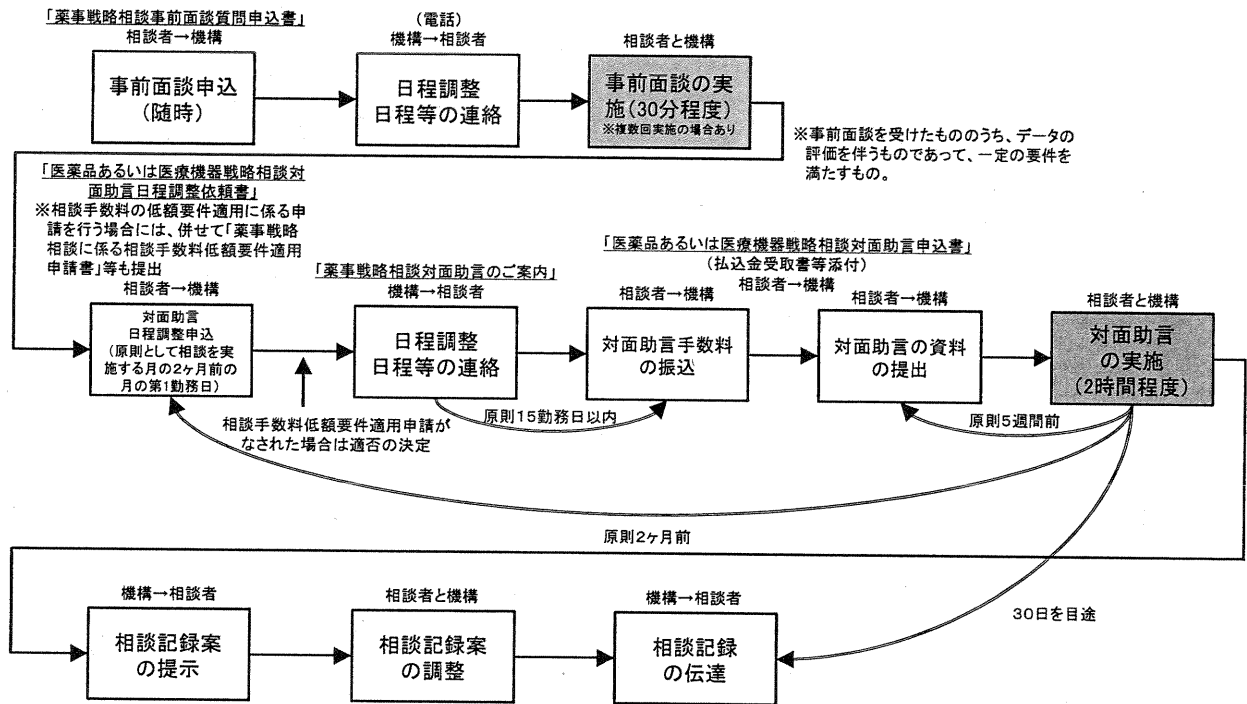 「薬事戦略相談事前面談質問申込書」
相談者→機構
事前面談申込
(随時)
(電話)
機構→相談者
日程調整
日程等の連絡
相談者と機構
事前面談の実
施(30分程度)
※複数回実施の場合あり
※事前面談を受けたもののうち、データの
評価を伴うものであって、一定の要件を
満たすもの。
「医薬品あるいは医療機器戦略相談対
面助言日程調整依頼書」
※相談手数料の低額要件適用に係る申
請を行う場合には、併せて「薬事戦略
相談に係る相談手数料低額要件適用
申請書」等も提出
相談者→機構
対面助言
日程調整申込
(原則として相談を実
施する月の2ヶ月前の
月の第1勤務日)
相談手数料低額要件適用申請が
なされた場合は適否の決定
「薬事戦略相談対面助言のご案内」
機構→相談者
日程調整
日程等の連絡
原則15勤務日以内
「医薬品あるいは医療機器戦略相談対面助言申込書」
(払込金受取書等添付)
相談者→機構
相談者→機構
対面助言手数料
の振込
相談者→機構
対面助言の資料
の提出
原則5週間前
相談者と機構
対面助言
の実施
(2時間程度)
原則2ヶ月前
30日を目途
機構→相談者
相談記録案
の提示
相談者と機構
相談記録案
の調整
機構→相談者
相談記録
の伝達